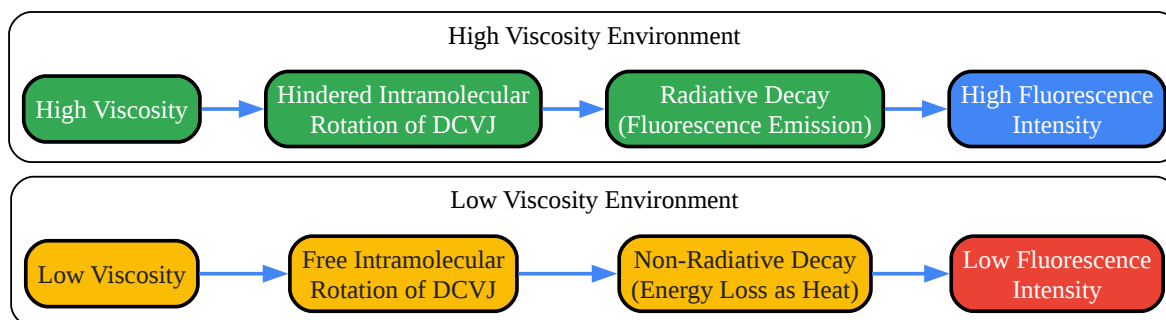 High Viscosity Environment
High Viscosity
Hindered Intramolecular
Rotation of DCVJ
Radiative Decay
(Fluorescence Emission)
High Fluorescence
Intensity
Low Viscosity Environment
Low Viscosity
Free Intramolecular
Rotation of DCVJ
Non-Radiative Decay
(Energy Loss as Heat)
Low Fluorescence
Intensity